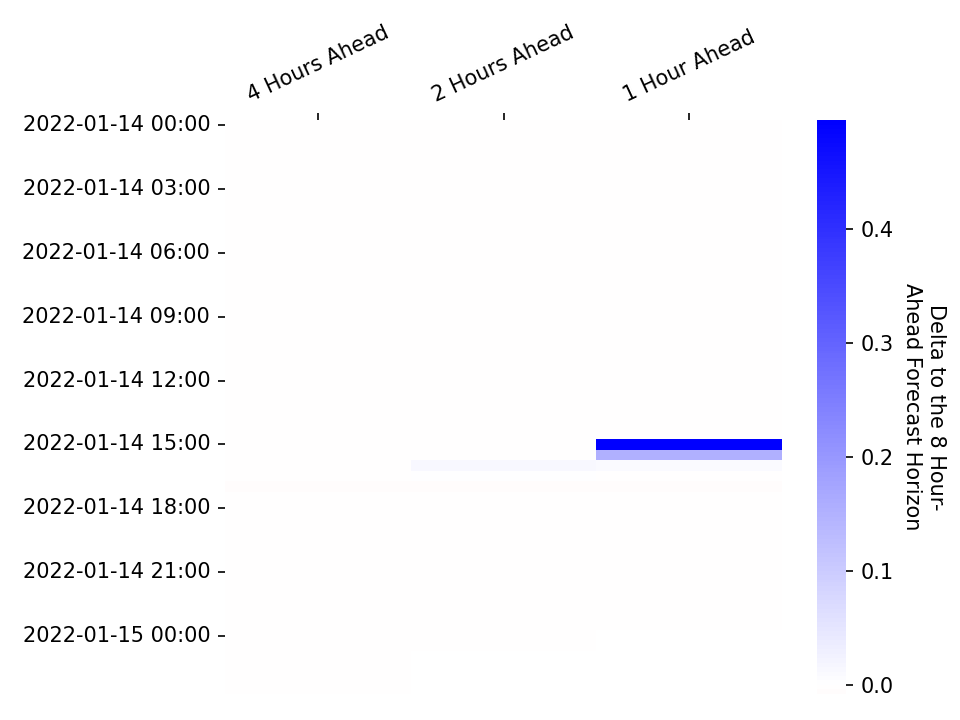 4 Hours Ahead
2 Hours Ahead
1 Hour Ahead
2022-01-14 00:00
2022-01-14 03:00
2022-01-14 06:00
2022-01-14 09:00
2022-01-14 12:00
2022-01-14 15:00
2022-01-14 18:00
2022-01-14 21:00
2022-01-15 00:00
0.4
0.3
0.2
0.1
0.0
Delta to the 8 Hour-
Ahead Forecast Horizon